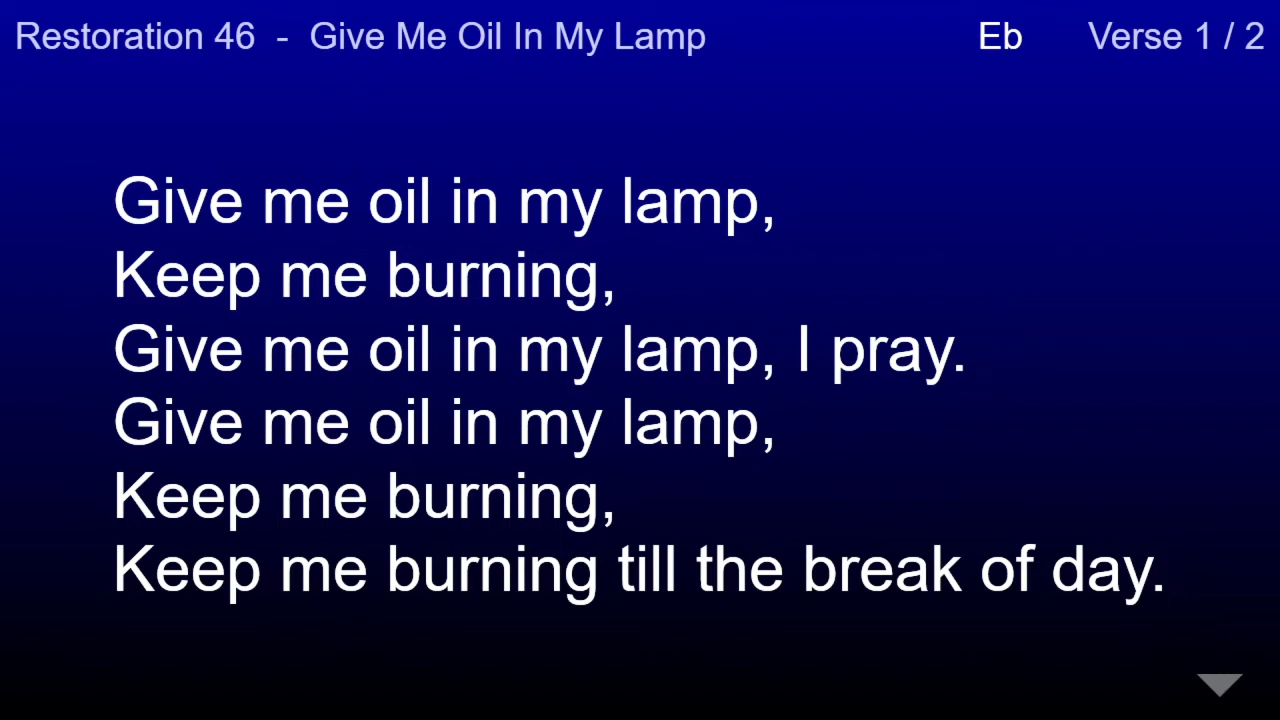 Restoration 46 - Give Me Oil In My Lamp Eb Verse 1 / 2
Give me oil in my lamp,
Keep me burning,
Give me oil in my lamp, I pray.
Give me oil in my lamp,
Keep me burning,
Keep me burning till the break of day.